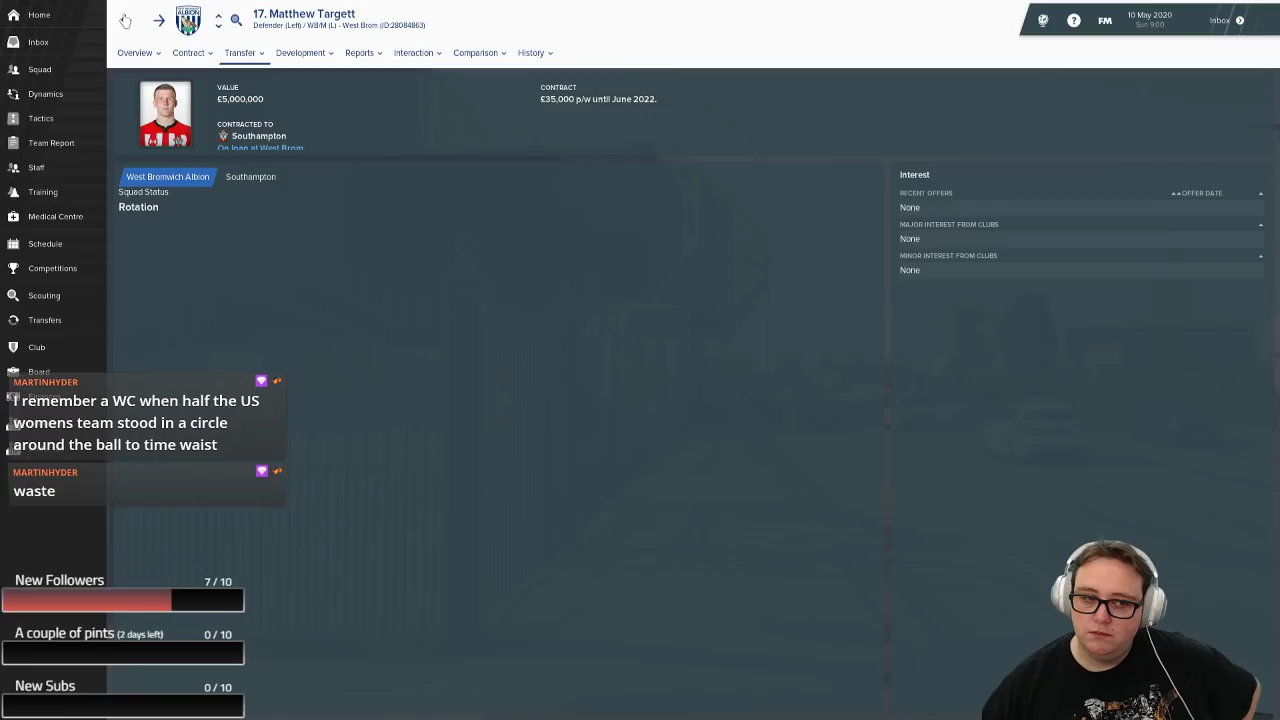 Home
Inbox
Squad
Dynamics
Tactics
Team Report
Staff
Training
Medical Centre
Schedule
Competitions
Scouting
Transfers
Club
Board
17. Matthew Targett
Defender (Left) / WB/M (L) - West Brom (ID:28084863)
FM
10 May 2020
Sun 9:00
Inbox
Overview
Contract
Transfer
Development
Reports
Interaction
Comparison
History
VALUE
£5,000,000
CONTRACTED TO
Southampton
On loan at West Brom
CONTRACT
£35,000 p/w until June 2022.
West Bromwich Albion
Southampton
Squad Status
Rotation
Interest
RECENT OFFERS
OFFER DATE
None
MAJOR INTEREST FROM CLUBS
None
MINOR INTEREST FROM CLUBS
None
MARTINHYDER
I remember a WC when half the US
womens team stood in a circle
around the ball to time waist
MARTINHYDER
waste
New Followers 7 / 10
A couple of pints (2 days left) 0 / 10
New Subs 0 / 10